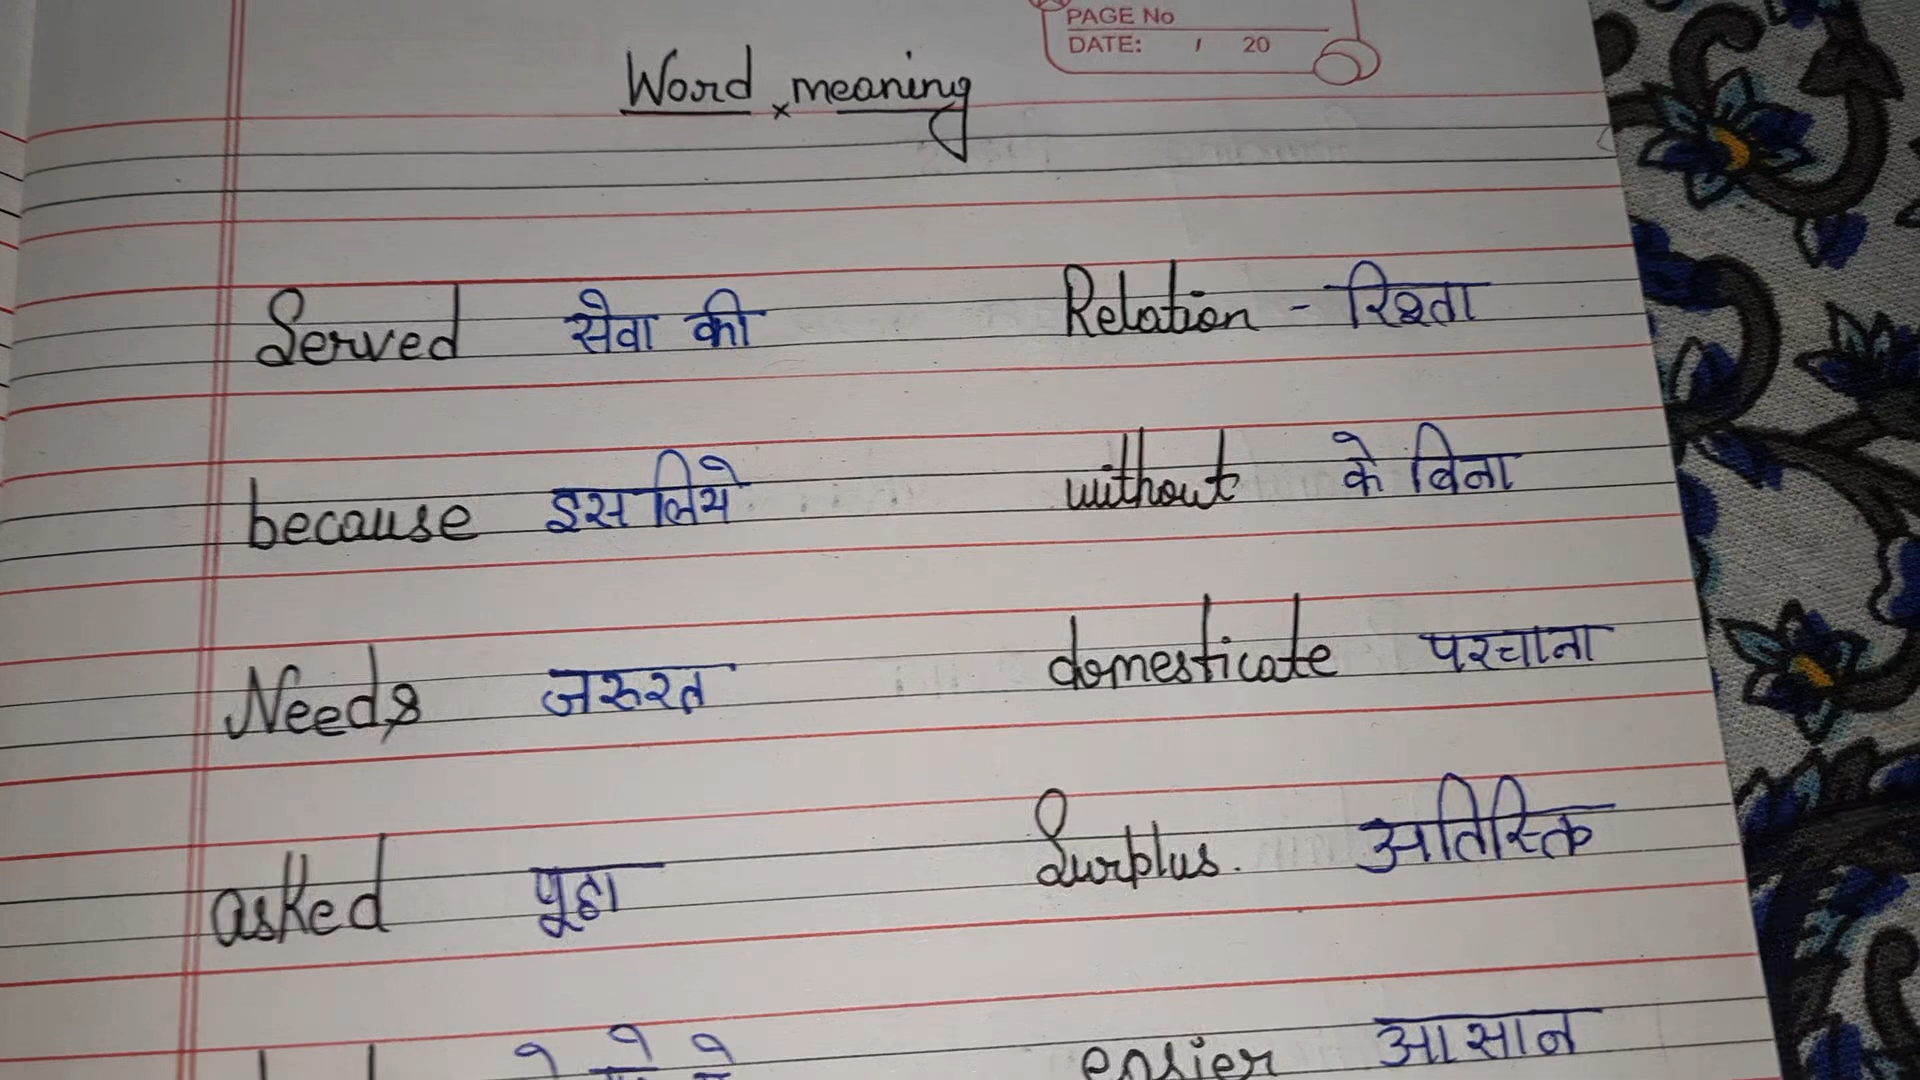 PAGE No
DATE: / 20
Word × meaning
Served सेवा की
Relation - रिश्ता
because इसलिये
without के बिना
Needs जरुरत
domesticate परचाना
asked पूछा
Surplus. अतिरिक्त
easier आसान